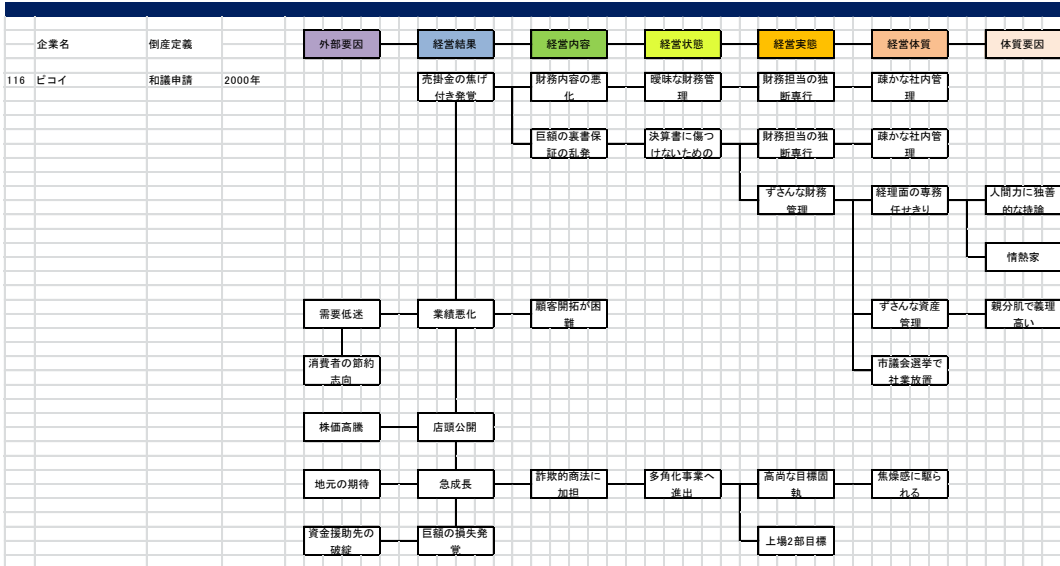 企業名 倒産定義 外部要因 経営結果 経営内容 経営状態 経営実態 経営体質 体質要因
116 ビコイ 和議申請 2000年
売掛金の焦げ
付き発覚
財務内容の悪
化
曖昧な財務管
理
財務担当の独
断専行
疎かな社内管
理
巨額の裏書保
証の乱発
決算書に傷つ
けないための
財務担当の独
断専行
疎かな社内管
理
ずさんな財務
管理
経理面の専務
任せきり
人間力に独善
的な持論
情熱家
需要低迷
業績悪化
顧客開拓が困
難
ずさんな資産
管理
親分肌で義理
高い
消費者の節約
志向
市議会選挙で
社業放置
株価高騰
店頭公開
地元の期待
急成長
詐欺的商法に
加担
多角化事業へ
進出
高尚な目標固
執
焦燥感に駆ら
れる
資金援助先の
破綻
巨額の損失発
覚
上場2部目標